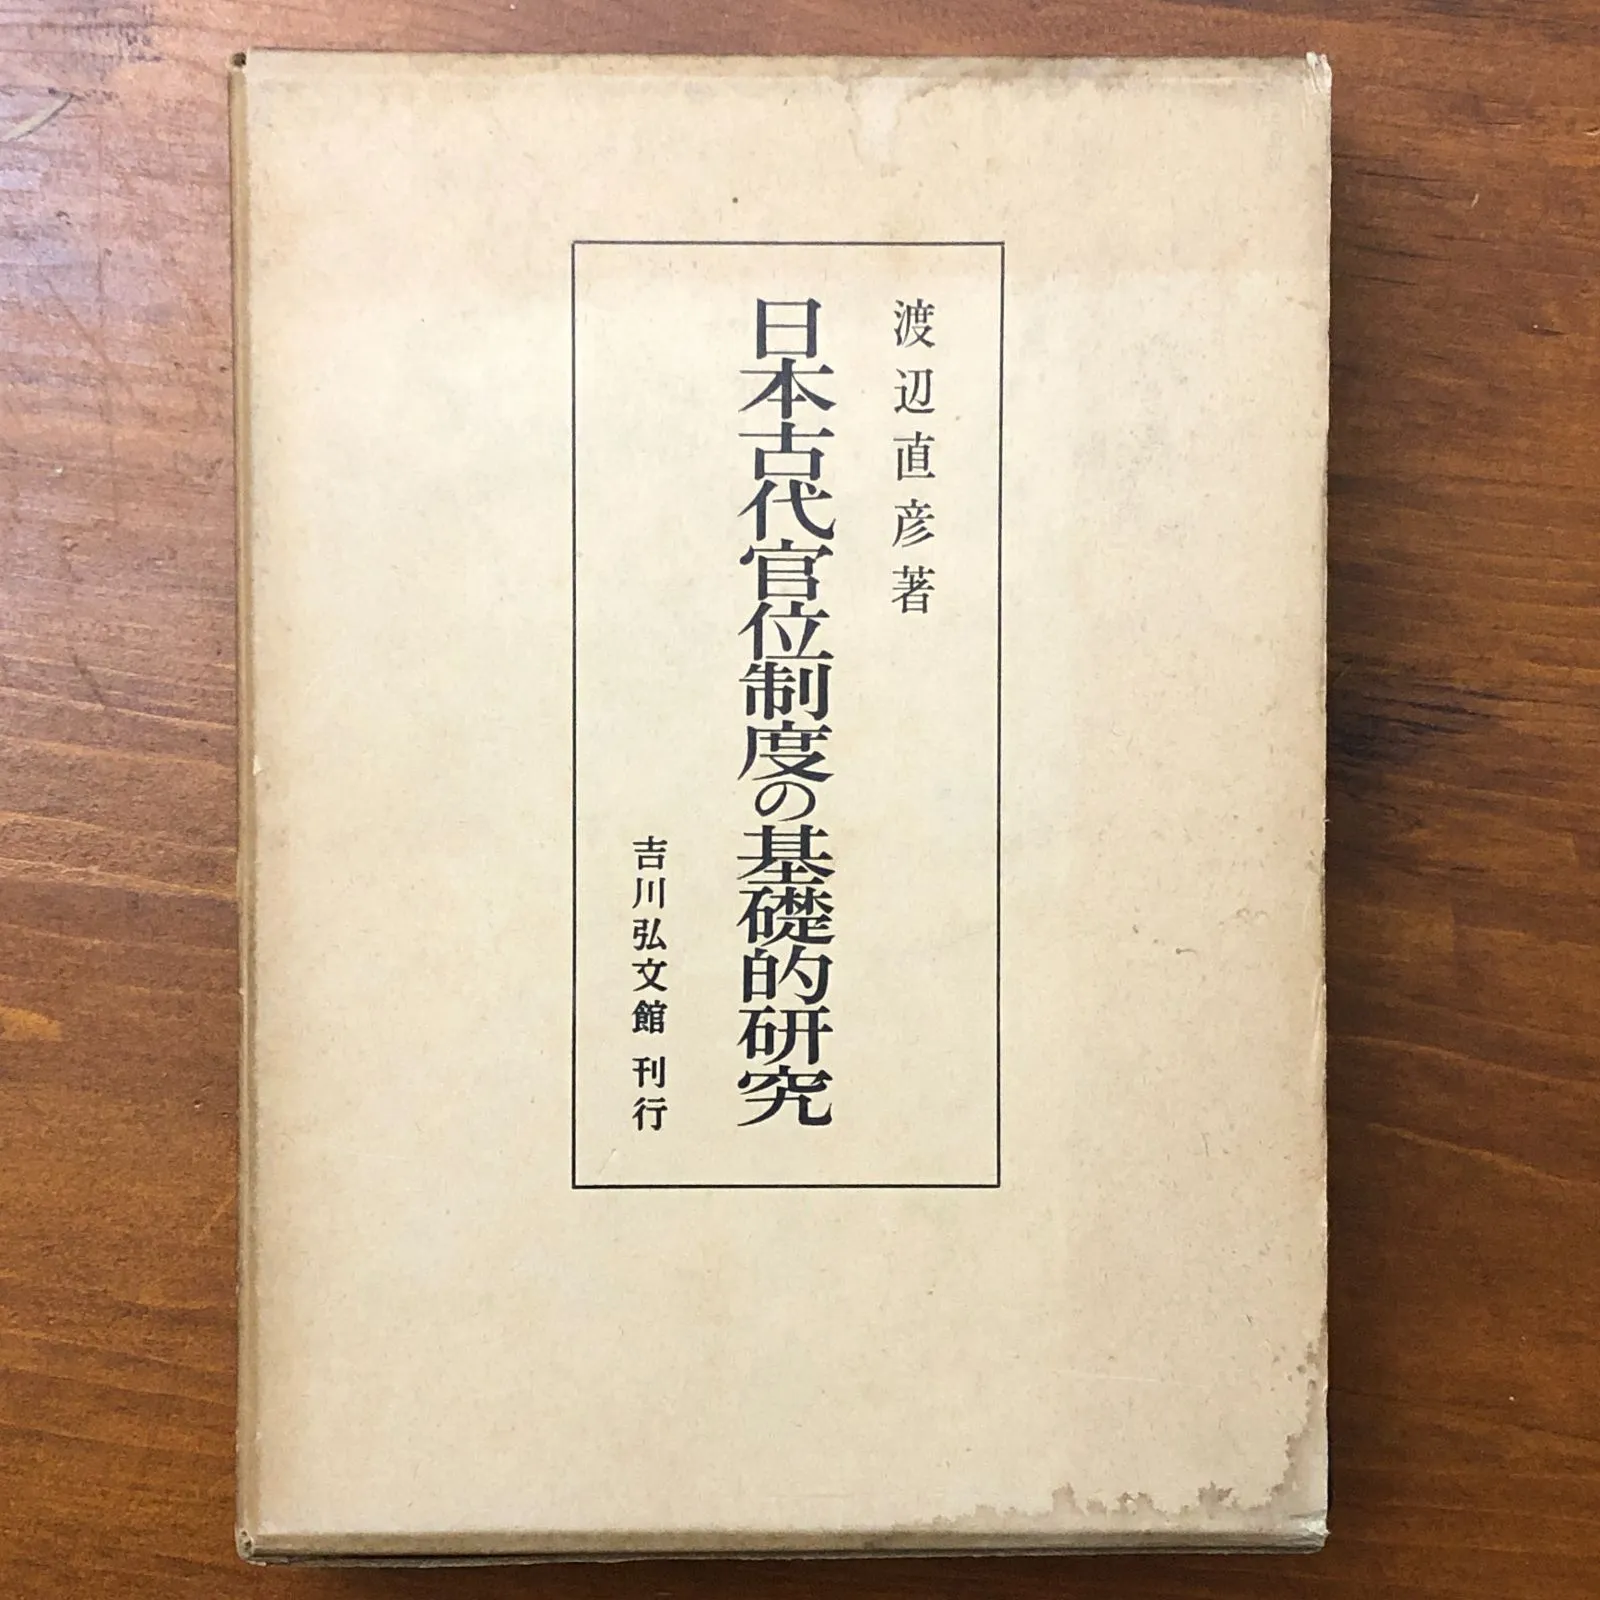 渡辺直彦著
日本古代官位制度の基礎的研究
吉川弘文館 刊行